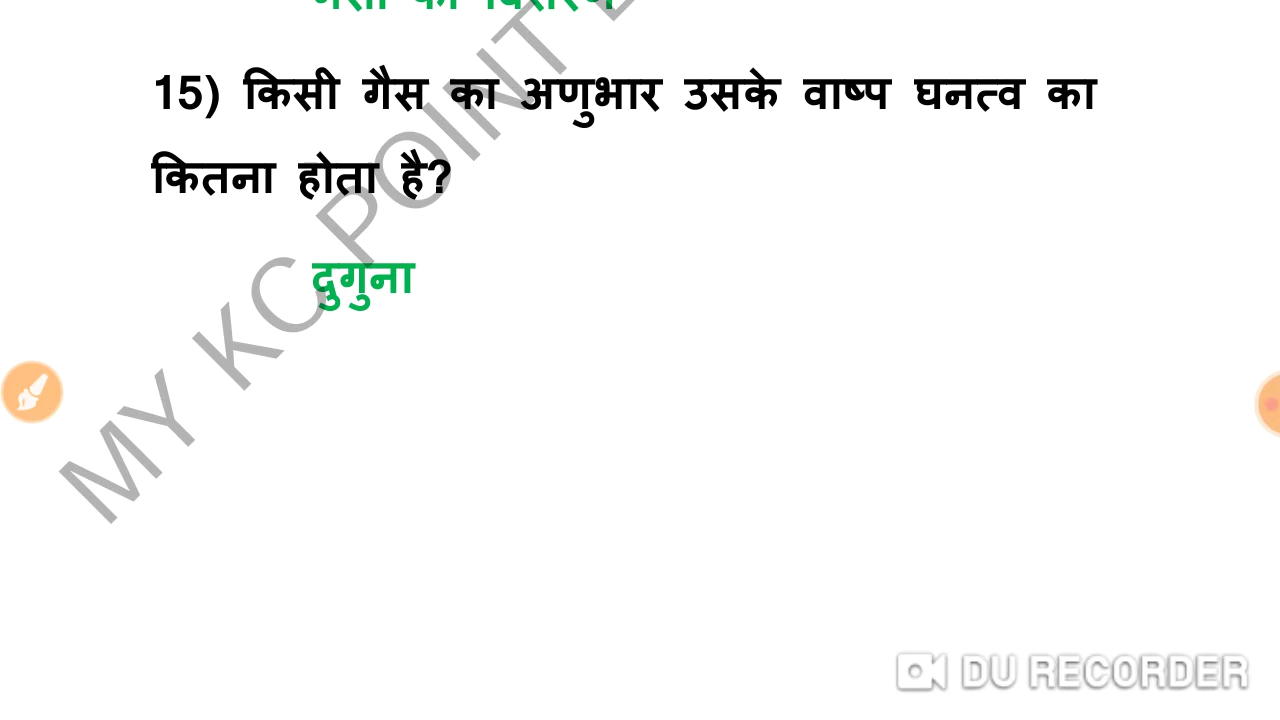 15) किसी गैस का अणुभार उसके वाष्प घनत्व का
कितना होता है?
दुगुना
MY KC POINT
DU RECORDER